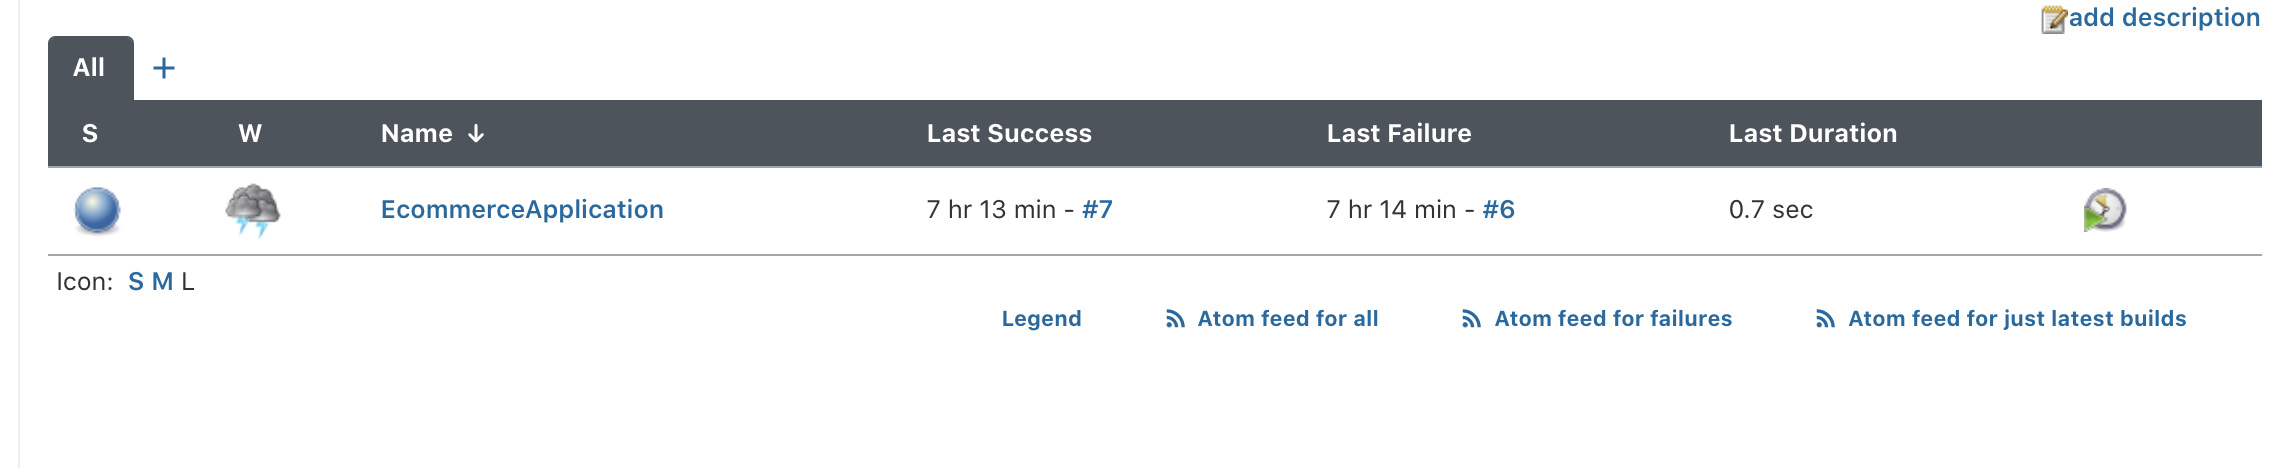 add description
All +
S W Name ↓ Last Success Last Failure Last Duration
EcommerceApplication 7 hr 13 min - #7 7 hr 14 min - #6 0.7 sec
Icon: S M L
Legend Atom feed for all Atom feed for failures Atom feed for just latest builds